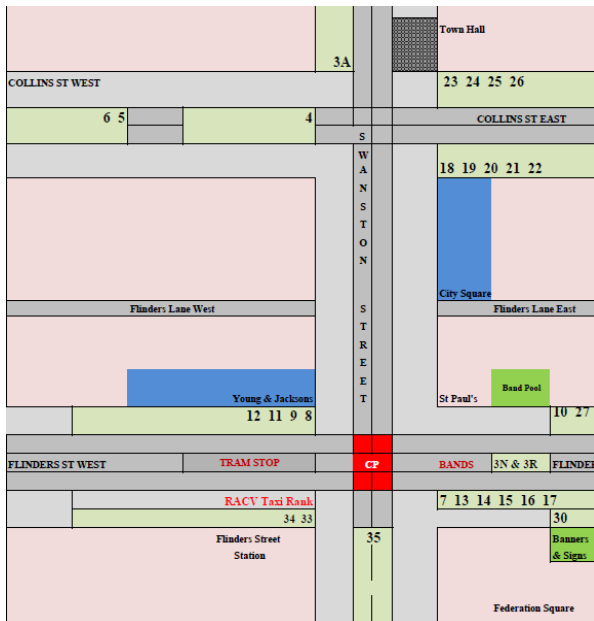 Town Hall
3A
COLLINS ST WEST
23 24 25 26
6 5
4
COLLINS ST EAST
SWANSTON STREET
18 19 20 21 22
City Square
Flinders Lane West
Flinders Lane East
Band Pool
Young & Jacksons
St Paul's
12 11 9 8
10 27
FLINDERS ST WEST
TRAM STOP
CP
BANDS
3N & 3R
FLINDER
RACV Taxi Rank
7 13 14 15 16 17
34 33
30
Flinders Street
Station
35
Banners
& Signs
Federation Square